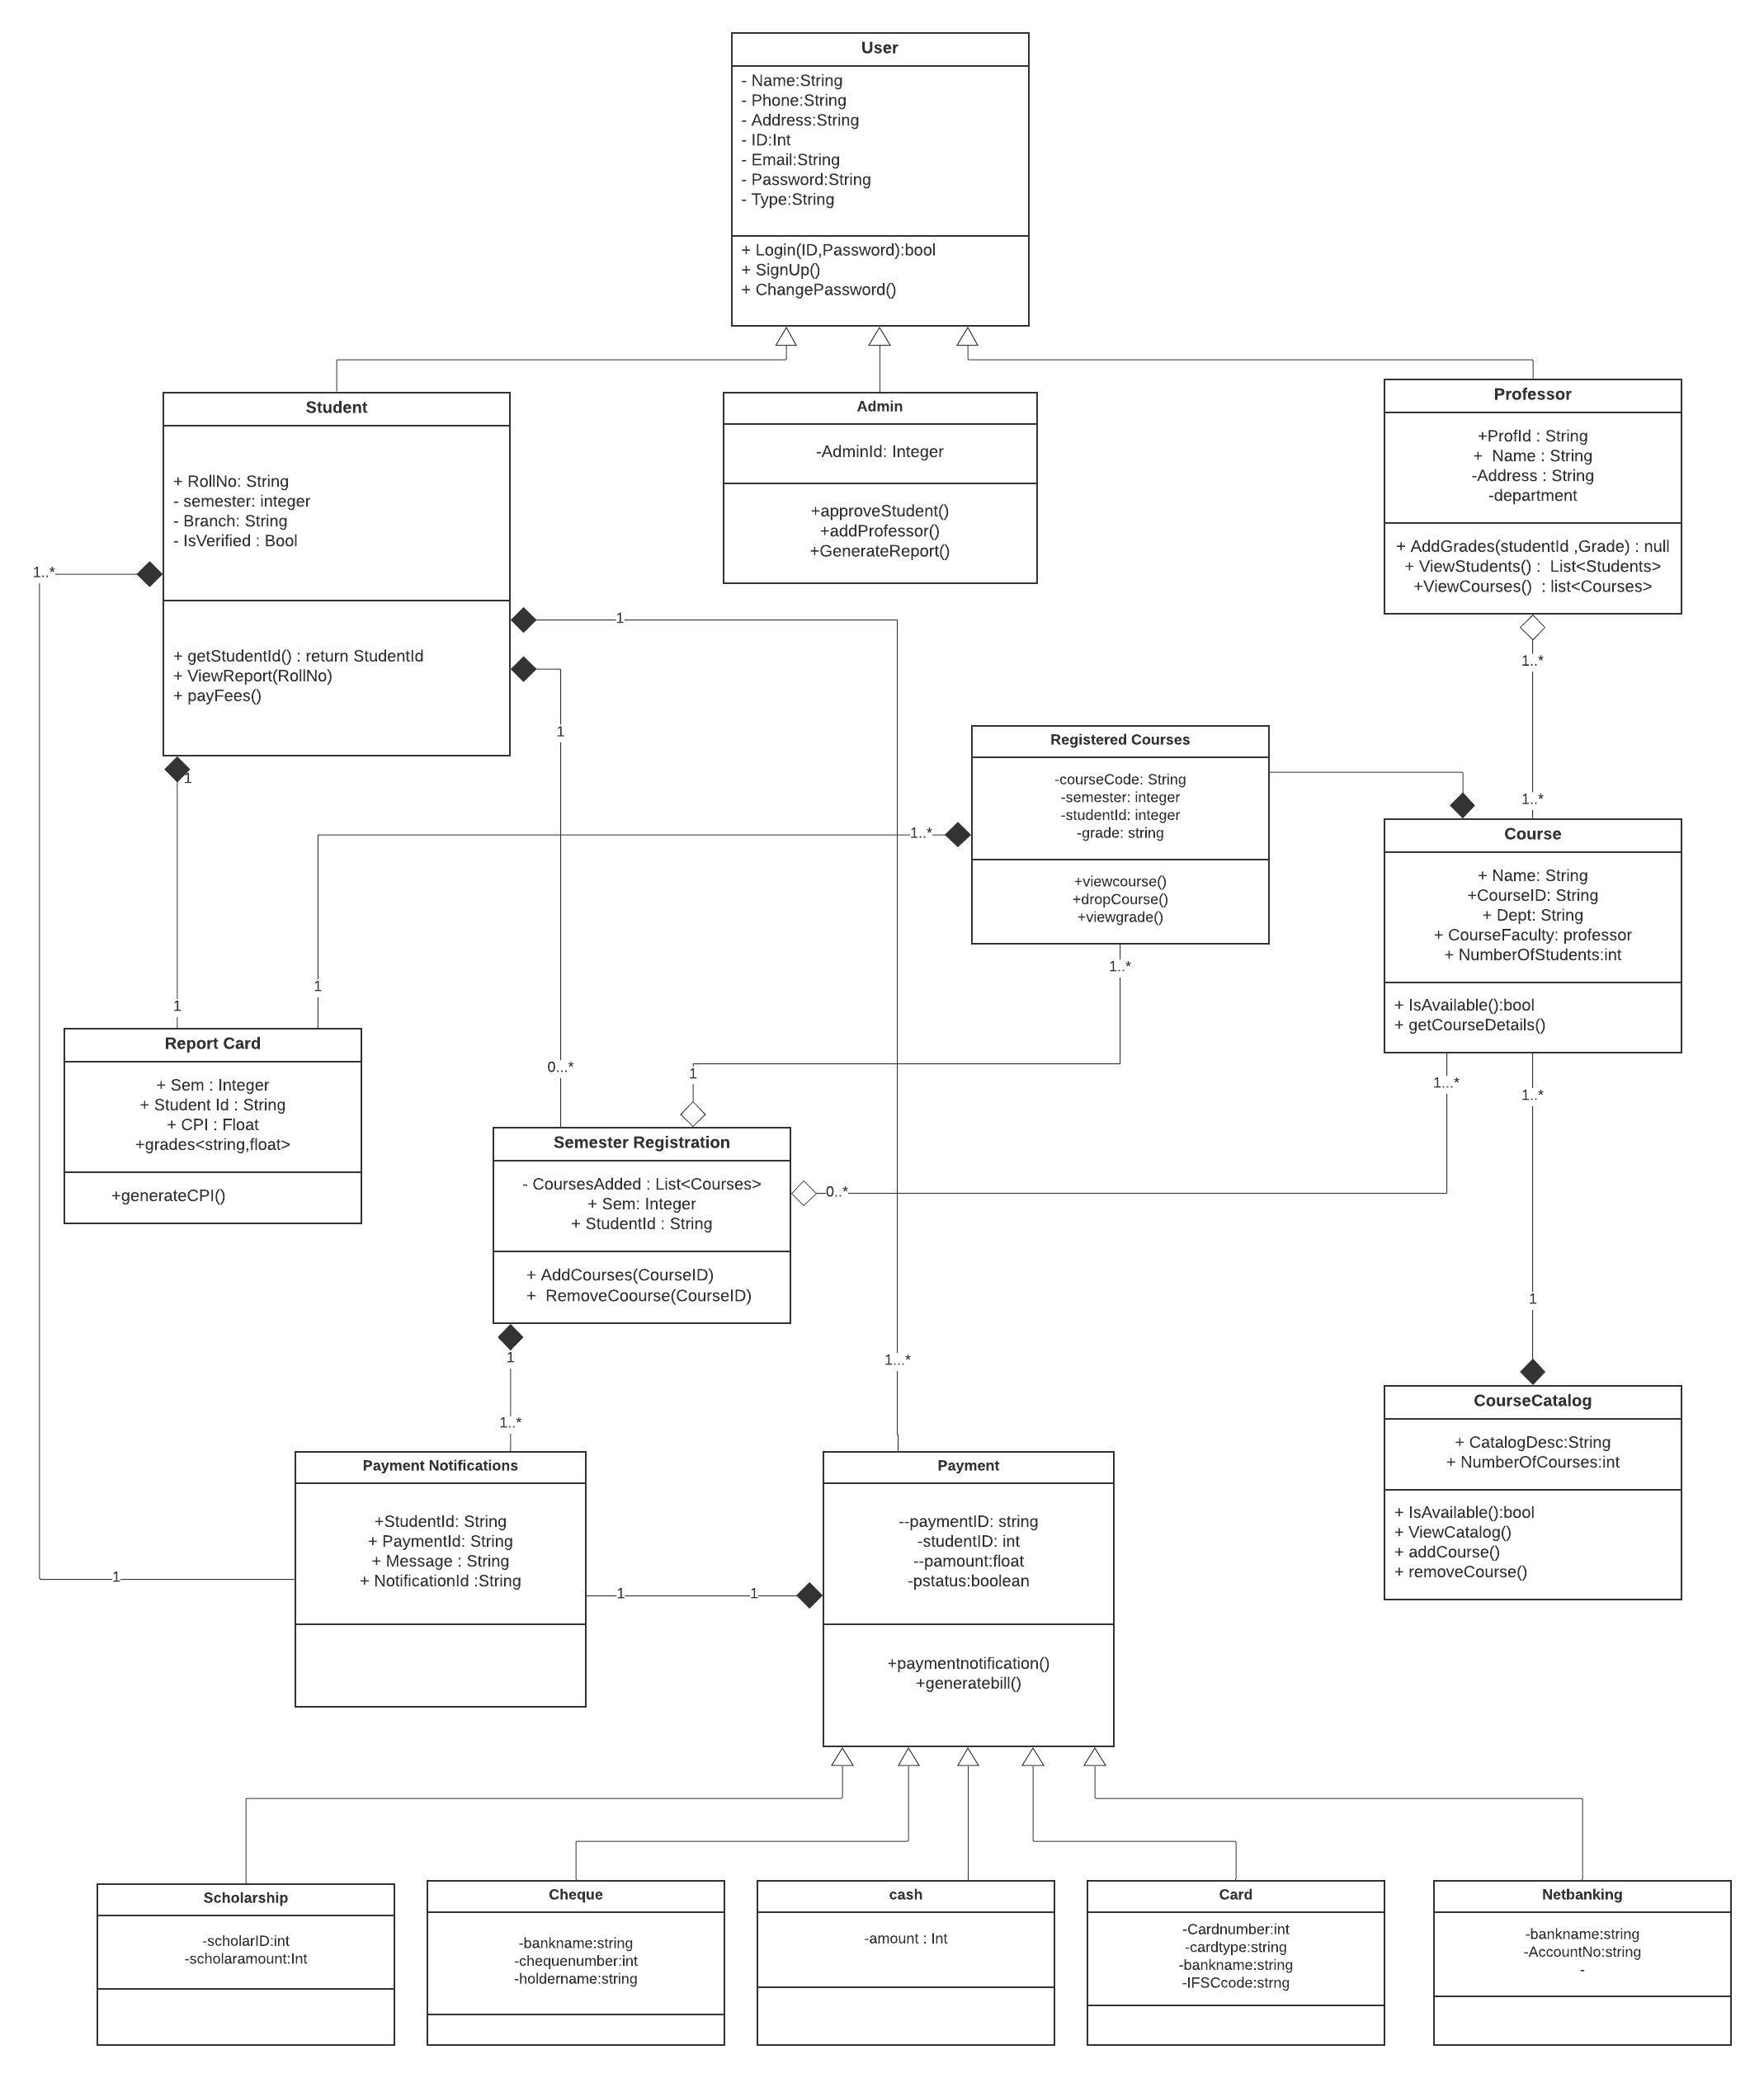 User
- Name:String
- Phone:String
- Address:String
- ID:Int
- Email:String
- Password:String
- Type:String
+ Login(ID,Password):bool
+ SignUp()
+ ChangePassword()
Student
+ RollNo: String
- semester: integer
- Branch: String
- IsVerified : Bool
+ getStudentId() : return StudentId
+ ViewReport(RollNo)
+ payFees()
Admin
-AdminId: Integer
+approveStudent()
+addProfessor()
+GenerateReport()
Professor
+ProfId : String
+  Name : String
-Address : String
-department
+ AddGrades(studentId ,Grade) : null
+ ViewStudents() :  List<Students>
+ViewCourses()  : list<Courses>
1..*
1
1..*
1
1
Registered Courses
-courseCode: String
-semester: integer
-studentId: integer
-grade: string
+viewcourse()
+dropCourse()
+viewgrade()
1..*
1..*
1
1
1..*
Course
+ Name: String
+CourseID: String
+ Dept: String
+ CourseFaculty: professor
+ NumberOfStudents:int
+ IsAvailable():bool
+ getCourseDetails()
Report Card
+ Sem : Integer
+ Student Id : String
+ CPI : Float
+grades<string,float>
+generateCPI()
0...*
1
1...*
1..*
Semester Registration
- CoursesAdded : List<Courses>
+ Sem: Integer
+ StudentId : String
+ AddCourses(CourseID)
+  RemoveCoourse(CourseID)
0..*
1
1
1..*
1...*
CourseCatalog
+ CatalogDesc:String
+ NumberOfCourses:int
+ IsAvailable():bool
+ ViewCatalog()
+ addCourse()
+ removeCourse()
Payment Notifications
+StudentId: String
+ PaymentId: String
+ Message : String
+ NotificationId :String
1
1
1
Payment
--paymentID: string
-studentID: int
--pamount:float
-pstatus:boolean
+paymentnotification()
+generatebill()
Scholarship
-scholarID:int
-scholaramount:Int
Cheque
-bankname:string
-chequenumber:int
-holdername:string
cash
-amount : Int
Card
-Cardnumber:int
-cardtype:string
-bankname:string
-IFSCcode:strng
Netbanking
-bankname:string
-AccountNo:string
-